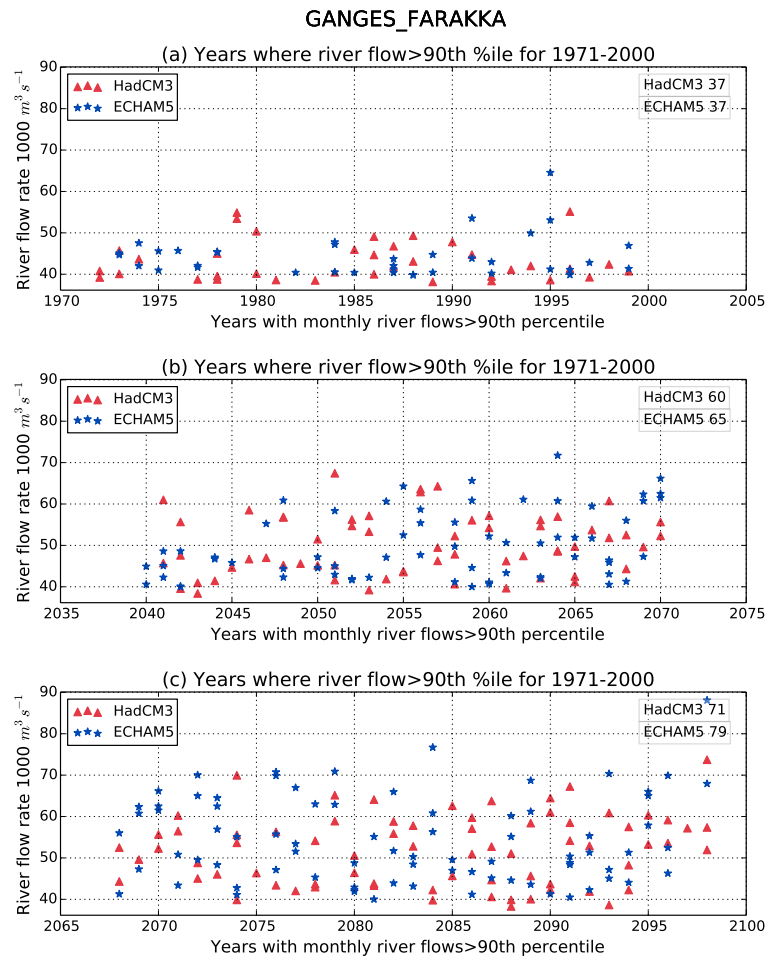 GANGES_FARAKKA
(a) Years where river flow>90th %ile for 1971-2000
River flow rate 1000 m³ s⁻¹
HadCM3
ECHAM5
HadCM3 37
ECHAM5 37
90
80
70
60
50
40
1970 1975 1980 1985 1990 1995 2000 2005
Years with monthly river flows>90th percentile
(b) Years where river flow>90th %ile for 1971-2000
River flow rate 1000 m³ s⁻¹
HadCM3
ECHAM5
HadCM3 60
ECHAM5 65
90
80
70
60
50
40
2035 2040 2045 2050 2055 2060 2065 2070 2075
Years with monthly river flows>90th percentile
(c) Years where river flow>90th %ile for 1971-2000
River flow rate 1000 m³ s⁻¹
HadCM3
ECHAM5
HadCM3 71
ECHAM5 79
90
80
70
60
50
40
2065 2070 2075 2080 2085 2090 2095 2100
Years with monthly river flows>90th percentile